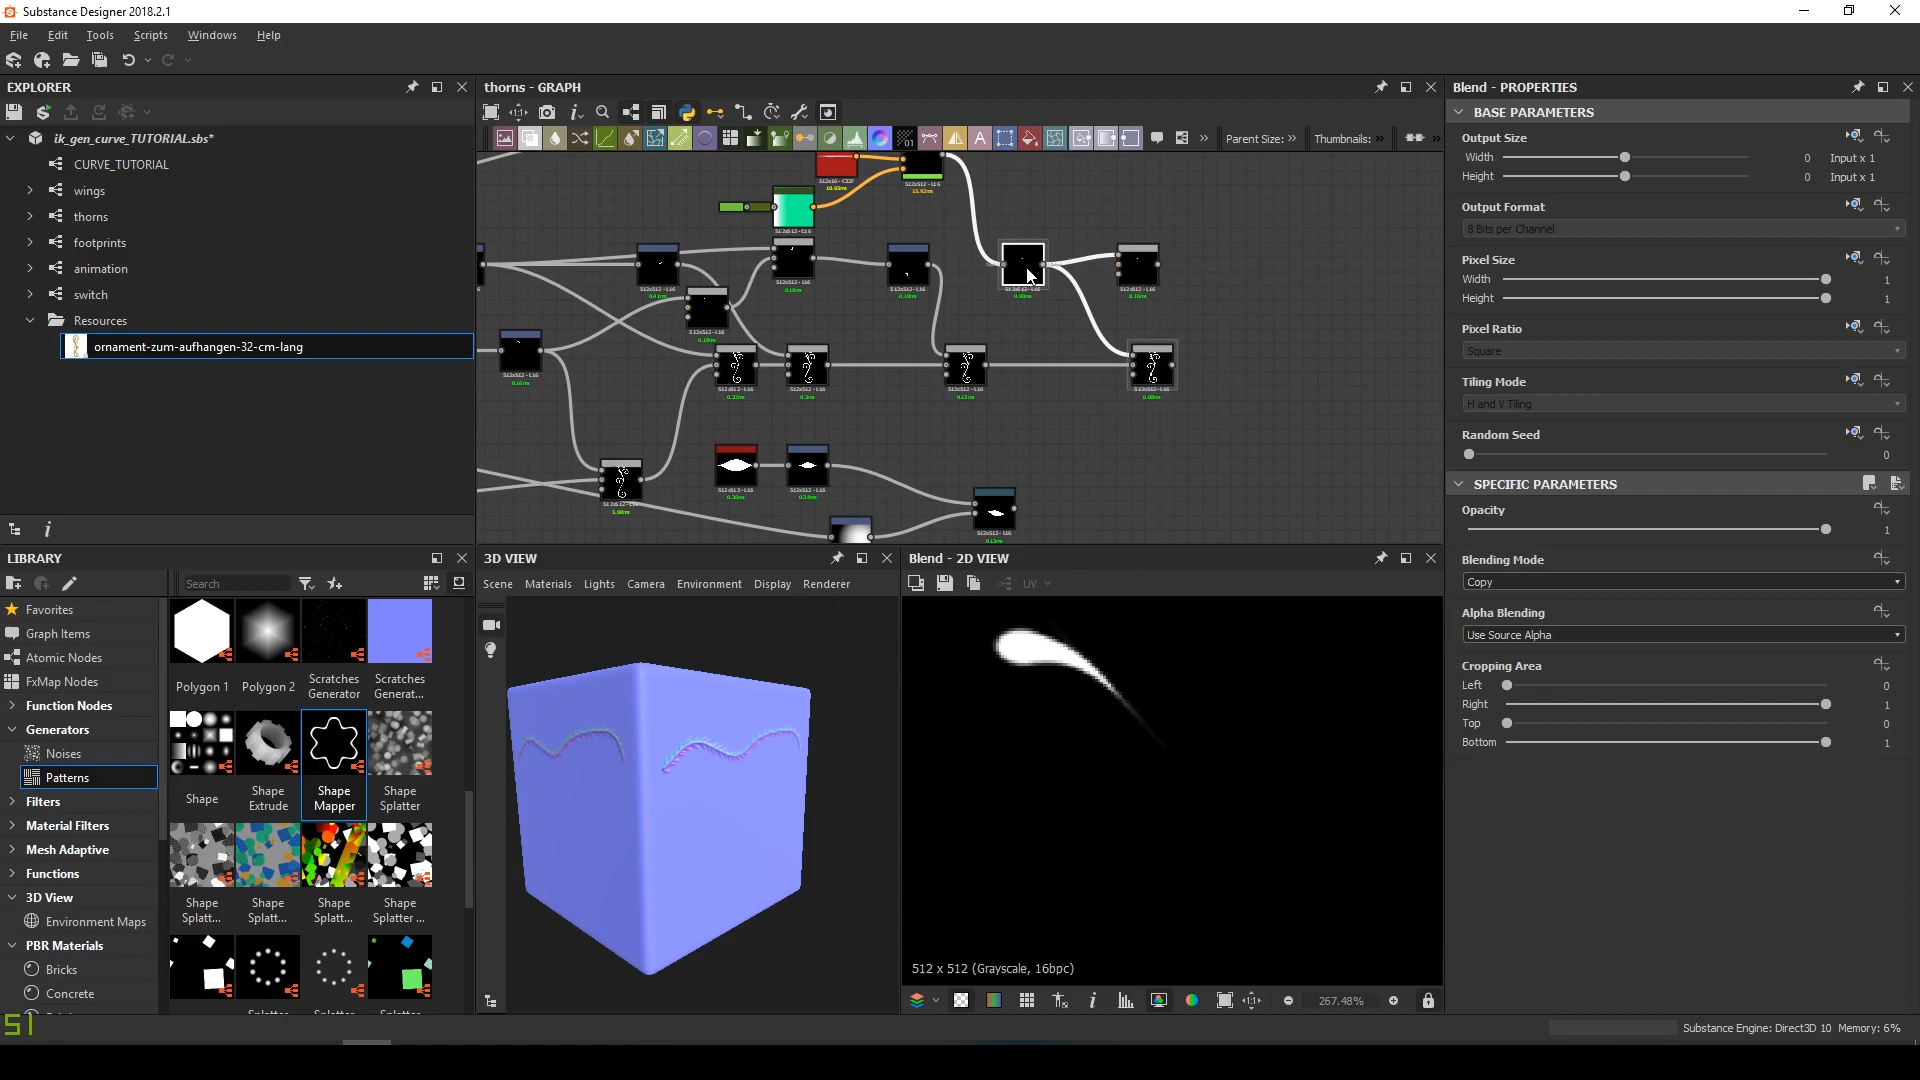 Substance Designer 2018.2.1
File Edit Tools Scripts Windows Help
EXPLORER
ik_gen_curve_TUTORIAL.sbs*
CURVE_TUTORIAL
wings
thorns
footprints
animation
switch
Resources
ornament-zum-aufhangen-32-cm-lang
LIBRARY
Search
Favorites
Graph Items
Atomic Nodes
FxMap Nodes
Function Nodes
Generators
Noises
Patterns
Filters
Material Filters
Mesh Adaptive
Functions
3D View
Environment Maps
PBR Materials
Bricks
Concrete
Polygon 1
Polygon 2
Scratches Generator
Scratches Generat...
Shape
Shape Extrude
Shape Mapper
Shape Splatter
Shape Splatt...
Shape Splatt...
Shape Splatt...
Shape Splatter ...
51
thorns - GRAPH
Parent Size:
Thumbnails:
3D VIEW
Scene Materials Lights Camera Environment Display Renderer
Blend - 2D VIEW
UV
512 x 512 (Grayscale, 16bpc)
267.48%
Blend - PROPERTIES
BASE PARAMETERS
Output Size
Width 0 Input x 1
Height 0 Input x 1
Output Format
8 Bits per Channel
Pixel Size
Width 1
Height 1
Pixel Ratio
Square
Tiling Mode
H and V Tiling
Random Seed
0
SPECIFIC PARAMETERS
Opacity
1
Blending Mode
Copy
Alpha Blending
Use Source Alpha
Cropping Area
Left 0
Right 1
Top 0
Bottom 1
Substance Engine: Direct3D 10 Memory: 6%